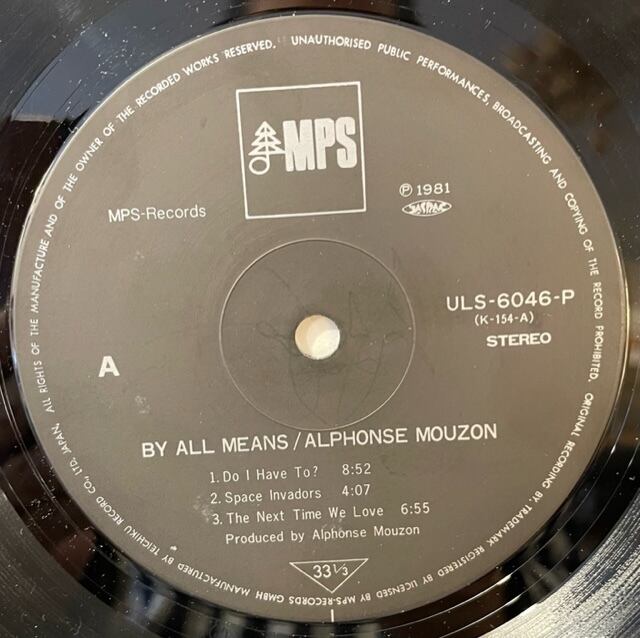 ALL RIGHTS OF THE MANUFACTURE AND OF THE OWNER OF THE RECORDED WORKS RESERVED. UNAUTHORISED PUBLIC PERFORMANCES, BROADCASTING AND COPYING OF THE RECORD PROHIBITED.
MPS
MPS-Records
℗ 1981
JASRAC
ULS-6046-P
(K-154-A)
STEREO
A
BY ALL MEANS / ALPHONSE MOUZON
1. Do I Have To? 8:52
2. Space Invadors 4:07
3. The Next Time We Love 6:55
Produced by Alphonse Mouzon
33 1/3
ORIGINAL RECORDING BY. TRADEMARK REGISTERED BY LICENSED BY MPS-RECORDS GMBH MANUFACTURED BY TEICHIKU RECORD CO., LTD. JAPAN.